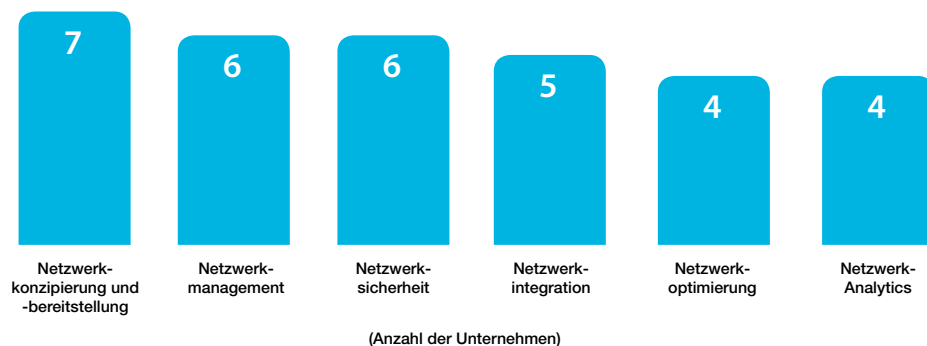 7
6
6
5
4
4
Netzwerk-
konzipierung und
-bereitstellung
Netzwerk-
management
Netzwerk-
sicherheit
Netzwerk-
integration
Netzwerk-
optimierung
Netzwerk-
Analytics
(Anzahl der Unternehmen)